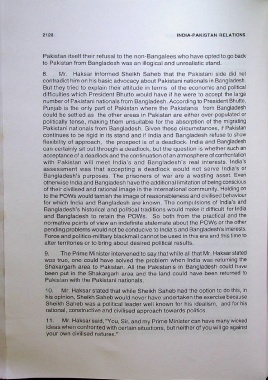 2128 INDIA-PAKISTAN RELATIONS
Pakistan itself their refusal to the non-Bangalees who have opted to go back
to Pakistan from Bangladesh was an illogical and unrealistic stand.
8. Mr. Haksar informed Sheikh Saheb that the Pakistani side did not
contradict him on his basic advocacy about Pakistani nationals in Bangladesh.
But they tried to explain their attitude in terms of the economic and political
difficulties which President Bhutto would have if he were to accept the large
number of Pakistani nationals from Bangladesh. According to President Bhutto,
Punjab is the only part of Pakistan where the Pakistanis from Bangladesh
could be settled as the other areas in Pakistan are either over populated or
politically tense, making them unsuitable for the absorption of the migrating
Pakistani nationals from Bangladesh. Given these circumstances, if Pakistan
continues to be rigid in its stand and if India and Bangladesh refuse to show
flexibility of approach, the prospect is of a deadlock. India and Bangladesh
can certainly sit out through a deadlock, but the question is whether such an
acceptance of a deadlock and the continuation of an atmosphere of confrontation
with Pakistan will meet India's and Bangladesh's real interests. India's
assessment was that accepting a deadlock would not serve India's or
Bangladesh's purposes. The prisoners of war are a wasting asset. Even
otherwise India and Bangladesh have the additional limitation of being conscious
of their civilised and rational image in the international community. Holding on
to the POWs would tarnish the image of reasonableness and civilised behaviour
for which India and Bangladesh are known. The compulsions of India's and
Bangladesh's historical and political traditions would make it difficult for India
and Bangladesh to retain the POWs. So both from the practical and the
normative points of view an indefinite stalemate about the POWs or the other
pending problems would not be conducive to India's and Bangladesh's interests.
Force and politico-military blackmail cannot be used in this era and this time to
alter territories or to bring about desired political results.
9. The Prime Minister intervened to say that while all that Mr. Haksar stated
was true, one could have solved the problem when India was returning the
Shakargarh area to Pakistan. All the Pakistanis in Bangladesh could have
been put in the Shakargarh area and the land could have been returned to
Pakistan with the Pakistani nationals.
10. Mr. Haksar stated that while Sheikh Saheb had the option to do this, in
his opinion, Sheikh Saheb would never have undertaken the exercise because
Sheikh Saheb was a political leader well known for his idealism, and for his
rational, constructive and civilised approach towards politics.
11. Mr. Haksar said, "You, Sir, and my Prime Minister can have many wicked
ideas when confronted with certain situations, but neither of you will go against
your own civilised natures."